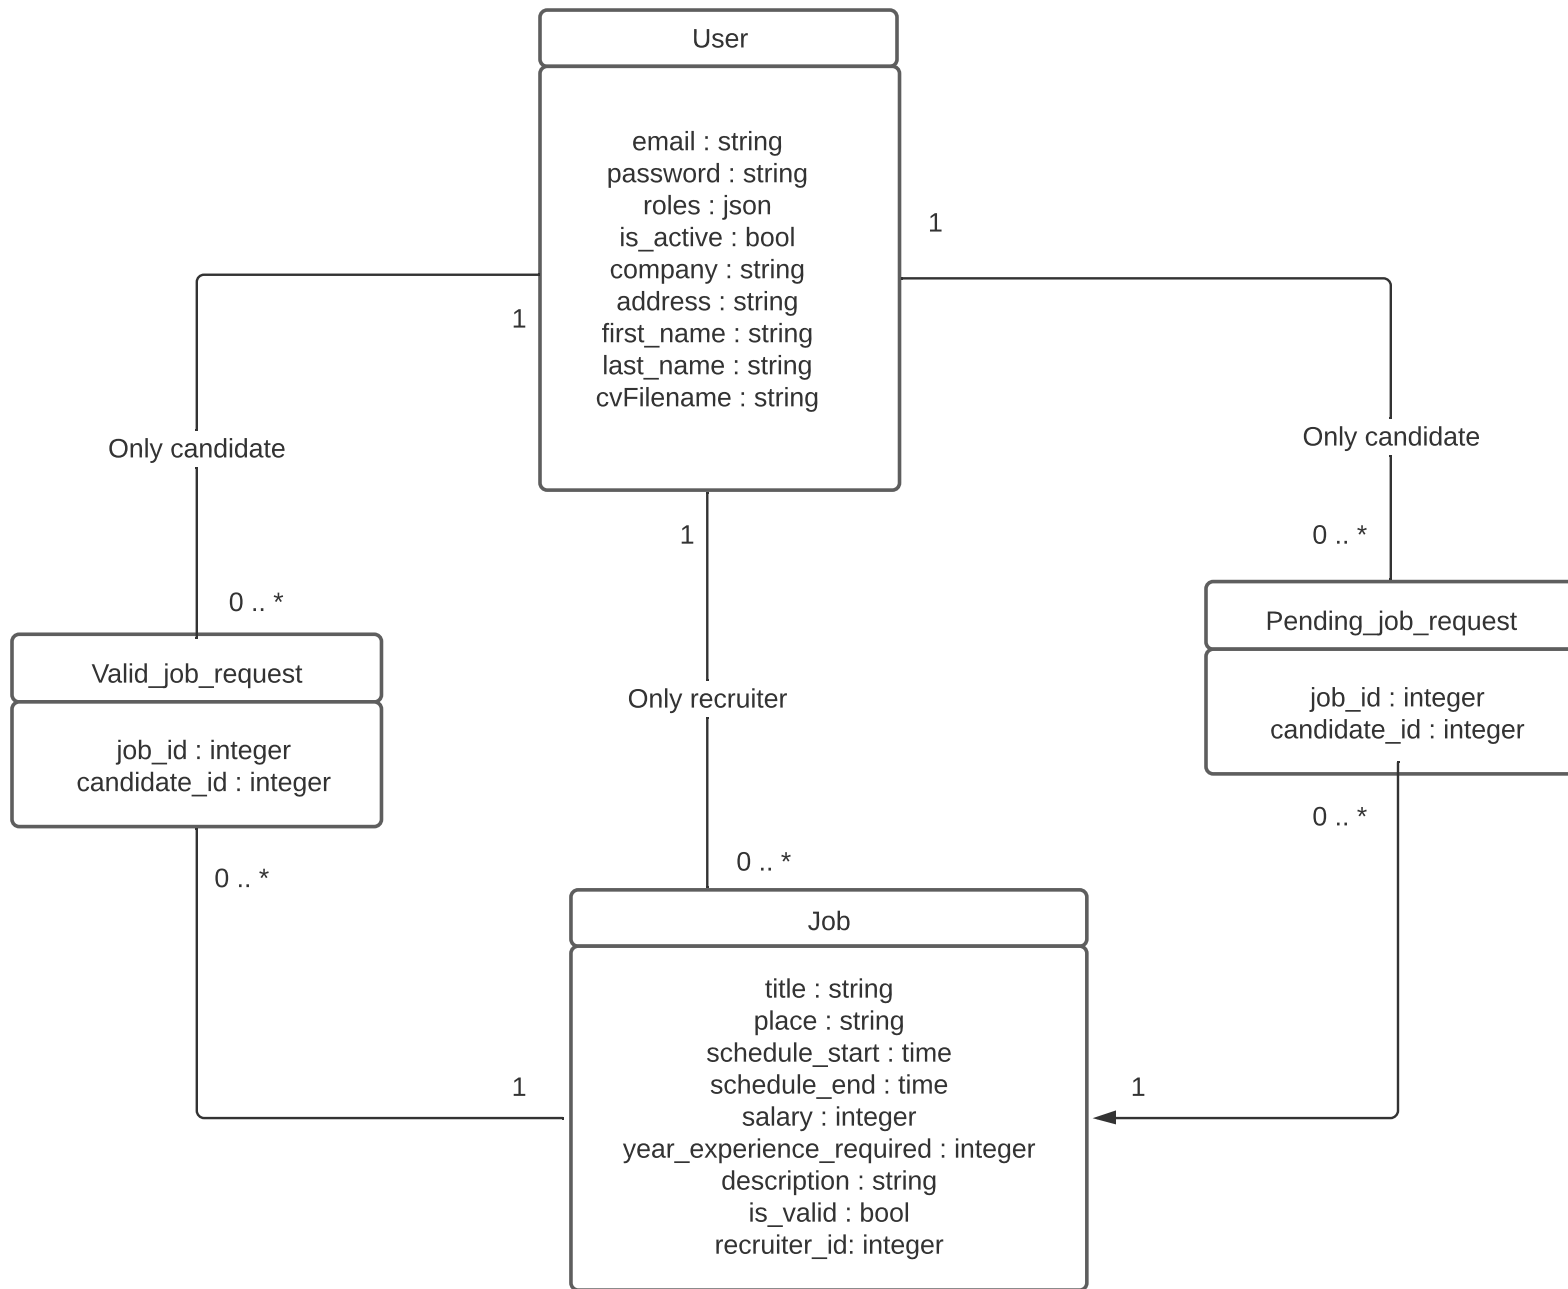 User
email : string
password : string
roles : json
is_active : bool
company : string
address : string
first_name : string
last_name : string
cvFilename : string
1
1
Only candidate
Only candidate
1
0 .. *
0 .. *
Valid_job_request
job_id : integer
candidate_id : integer
Pending_job_request
job_id : integer
candidate_id : integer
Only recruiter
0 .. *
0 .. *
0 .. *
1
1
Job
title : string
place : string
schedule_start : time
schedule_end : time
salary : integer
year_experience_required : integer
description : string
is_valid : bool
recruiter_id: integer